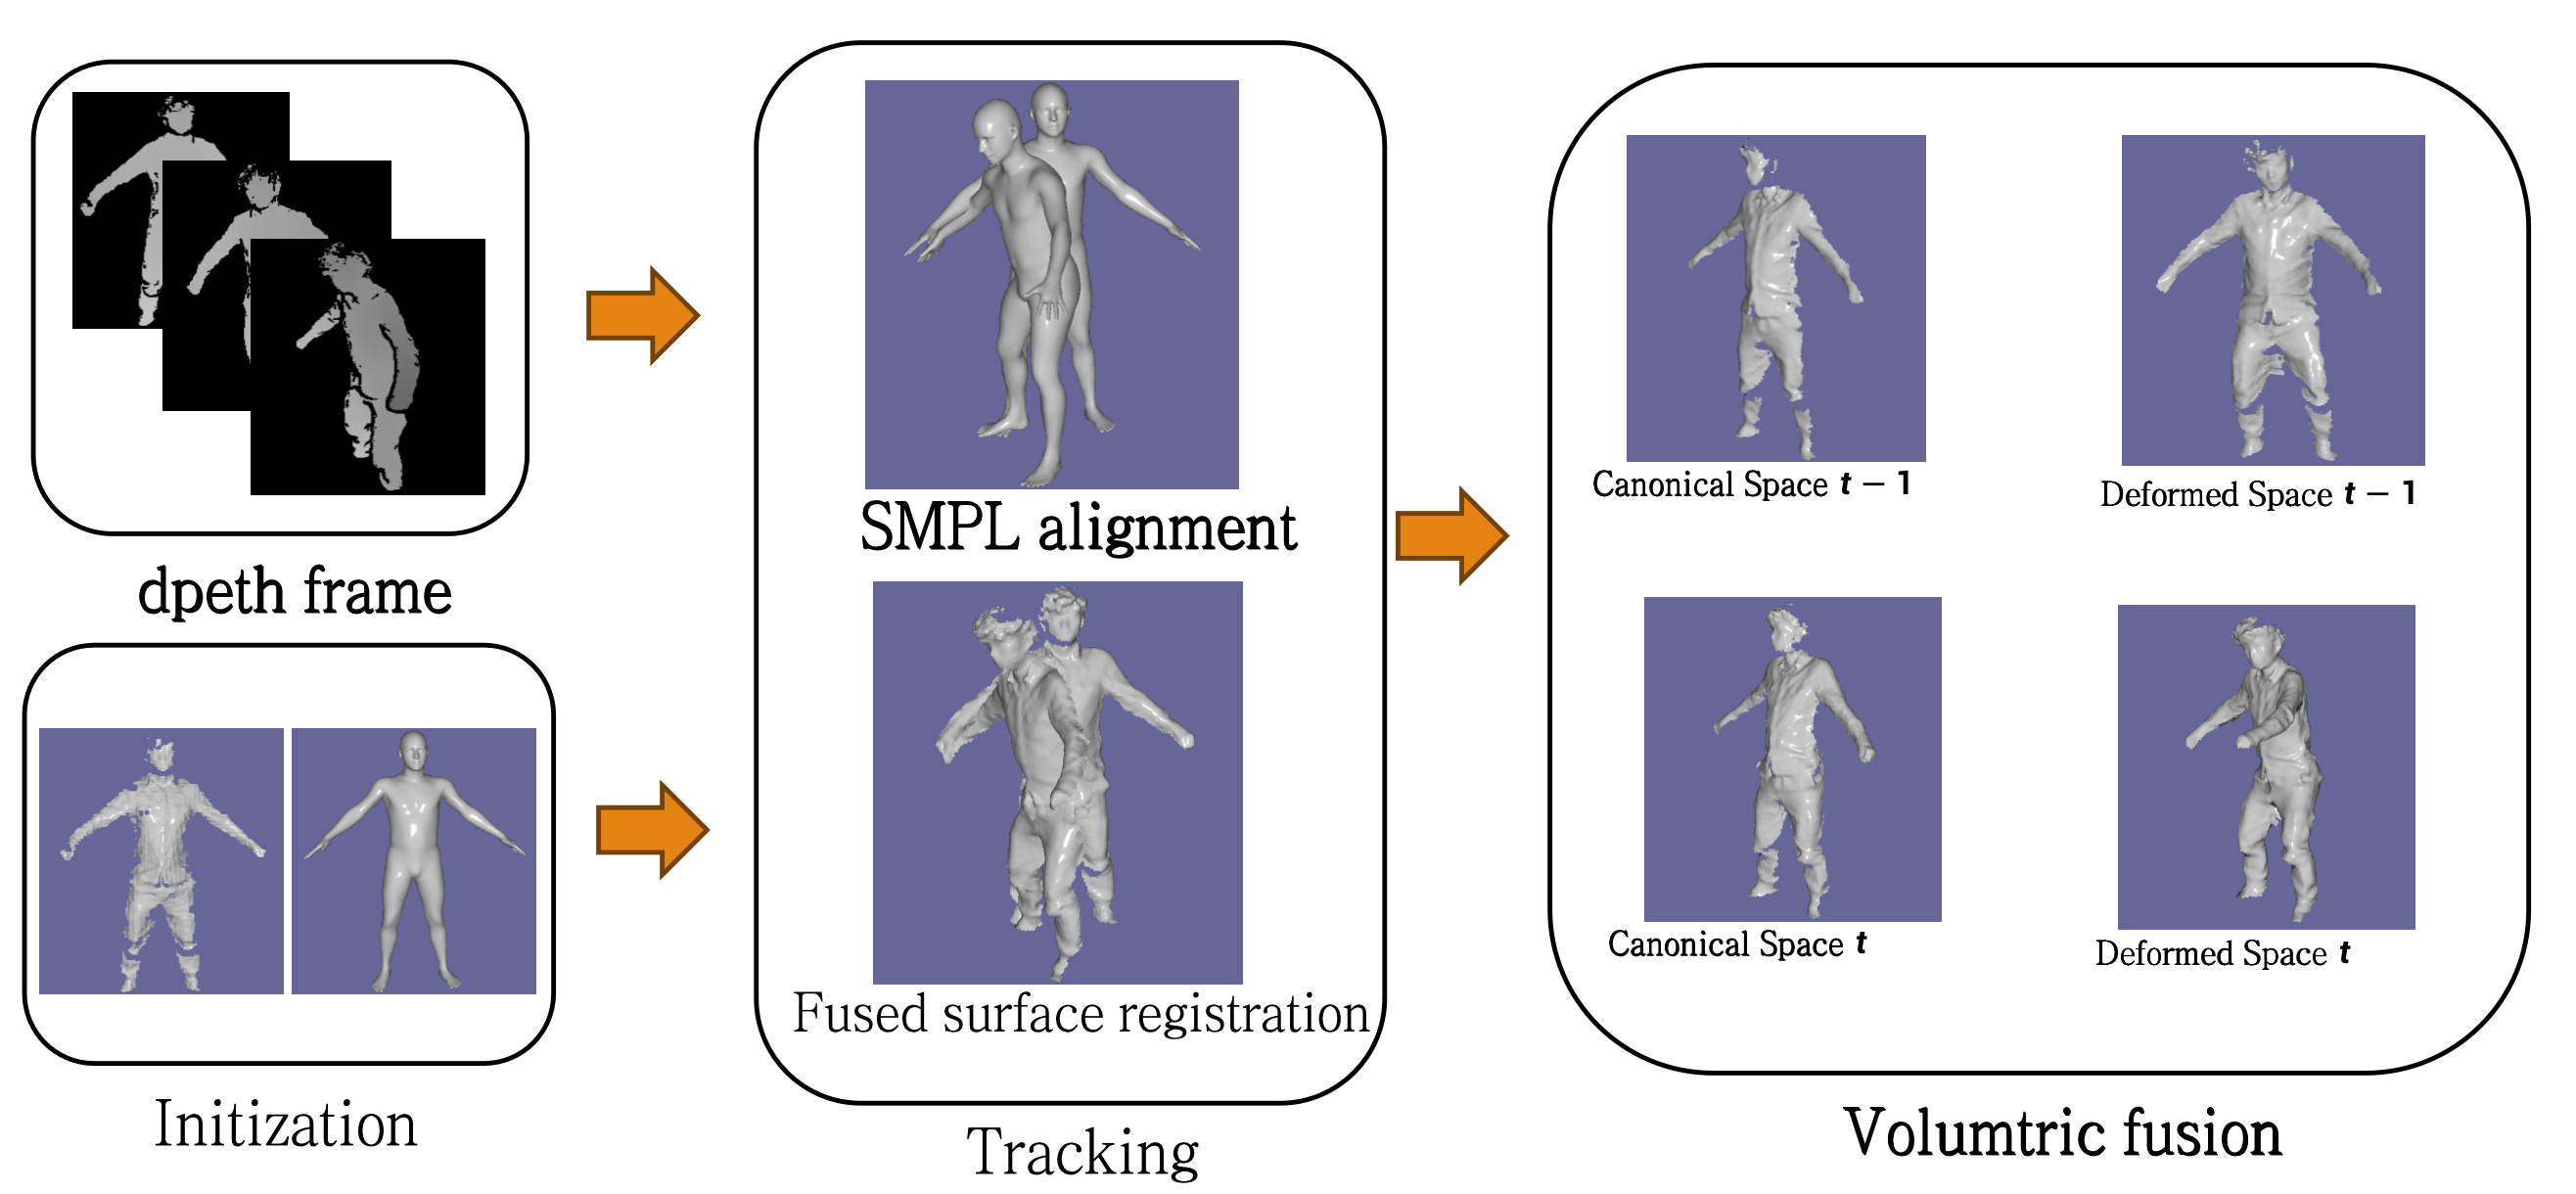 dpeth frame
Initization
SMPL alignment
Fused surface registration
Tracking
Canonical Space t − 1
Deformed Space t − 1
Canonical Space t
Deformed Space t
Volumtric fusion